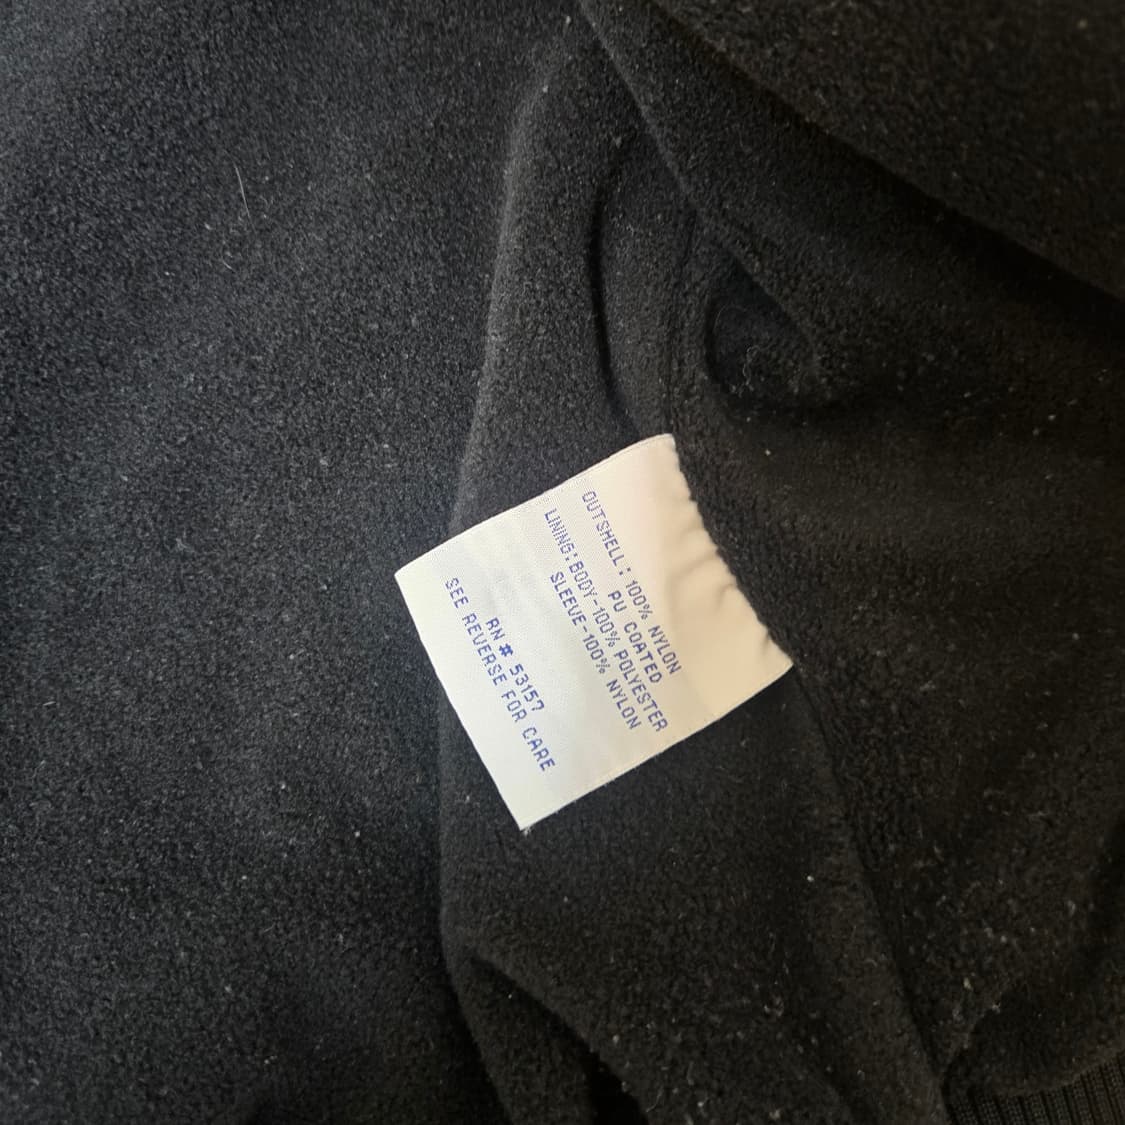 OUTSHELL: 100% NYLON
PU COATED
LINING:BODY-100% POLYESTER
SLEEVE-100% NYLON
RN# 53157
SEE REVERSE FOR CARE